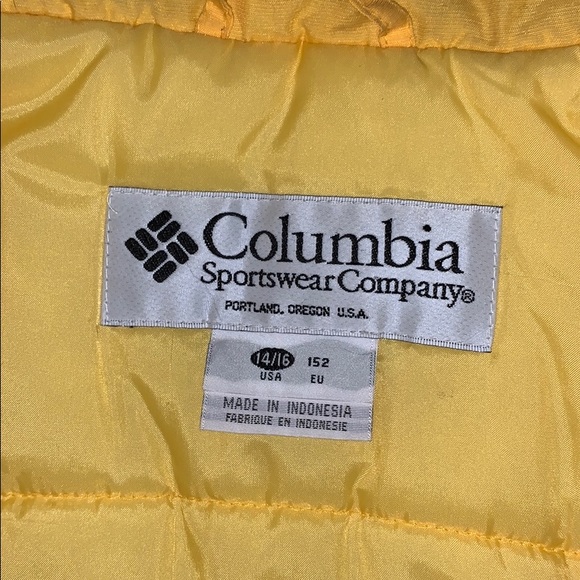 Columbia
Sportswear Company®
PORTLAND, OREGON U.S.A.
14/16 152
USA EU
MADE IN INDONESIA
FABRIQUE EN INDONESIE